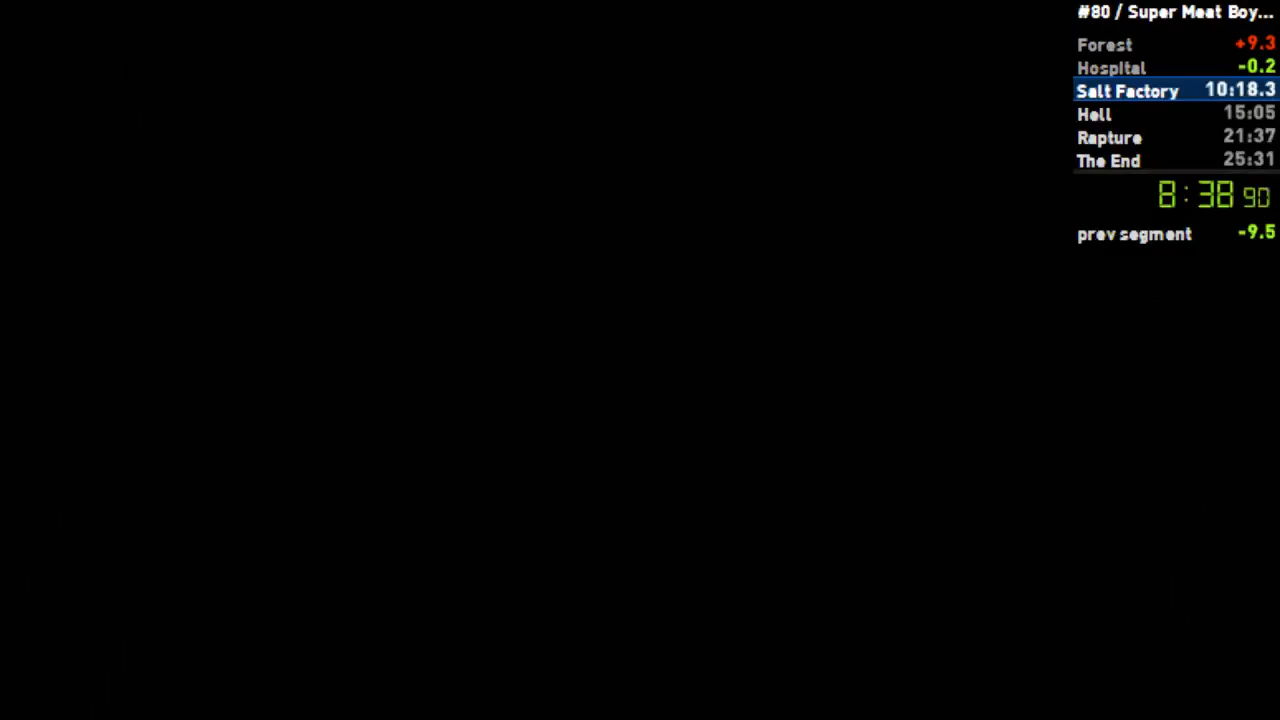 #80 / Super Meat Boy...
Forest +9.3
Hospital -0.2
Salt Factory 10:18.3
Hell 15:05
Rapture 21:37
The End 25:31
8:38 90
prev segment -9.5